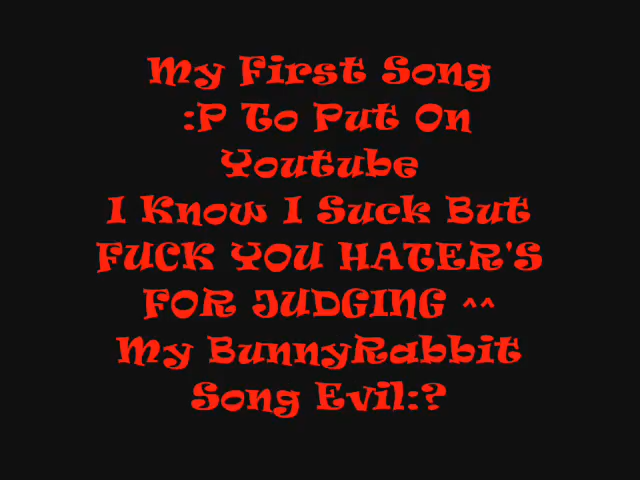 My First Song
:P To Put On
Youtube
I Know I Suck But
FUCK YOU HATER'S
FOR JUDGING ^^
My BunnyRabbit
Song Evil:?